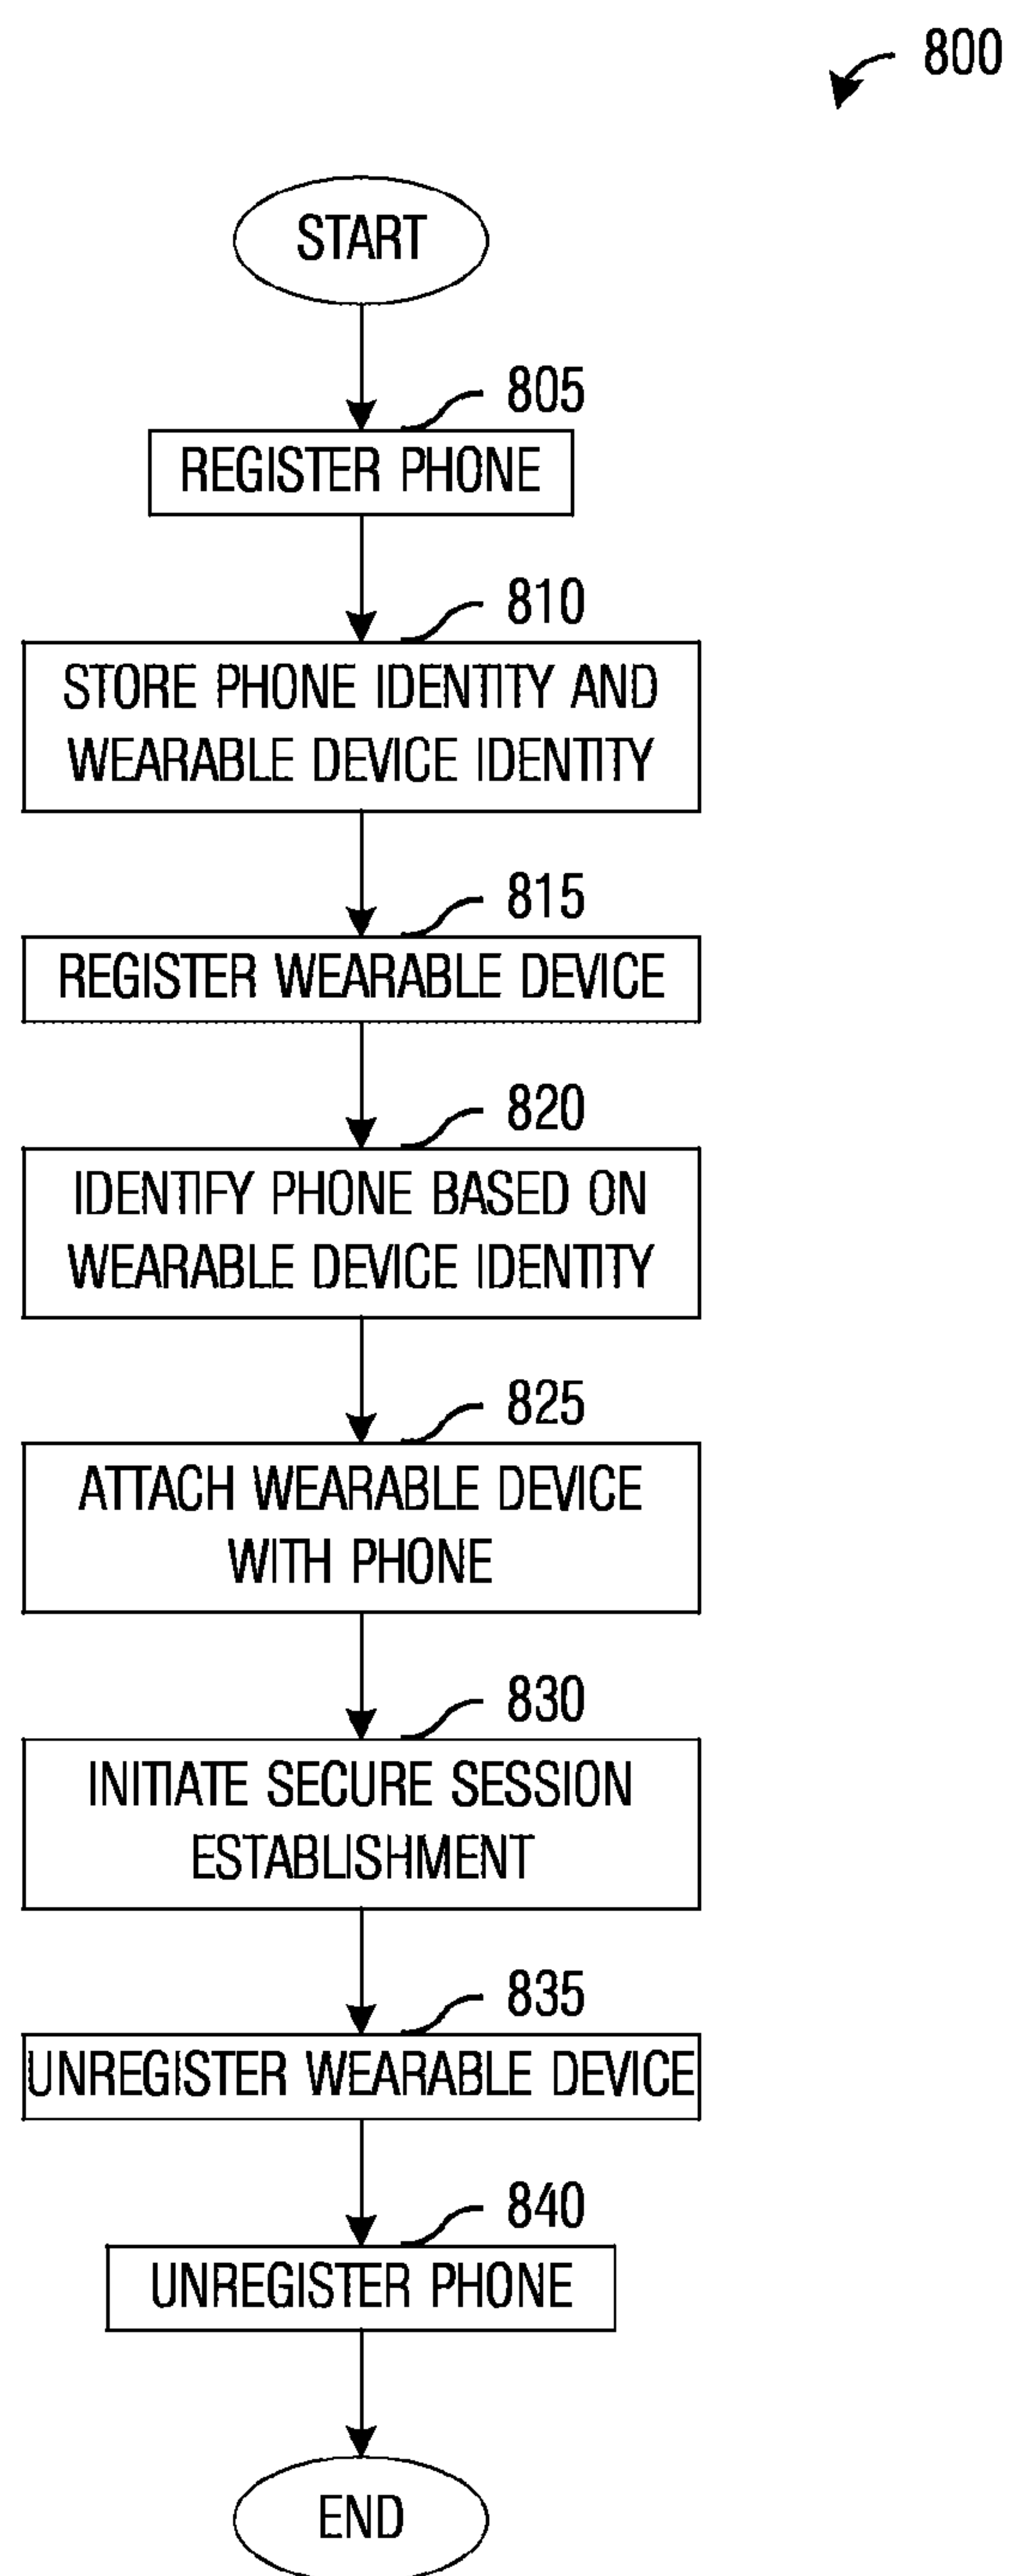 800
START
805
REGISTER PHONE
810
STORE PHONE IDENTITY AND
WEARABLE DEVICE IDENTITY
815
REGISTER WEARABLE DEVICE
820
IDENTIFY PHONE BASED ON
WEARABLE DEVICE IDENTITY
825
ATTACH WEARABLE DEVICE
WITH PHONE
830
INITIATE SECURE SESSION
ESTABLISHMENT
835
UNREGISTER WEARABLE DEVICE
840
UNREGISTER PHONE
END